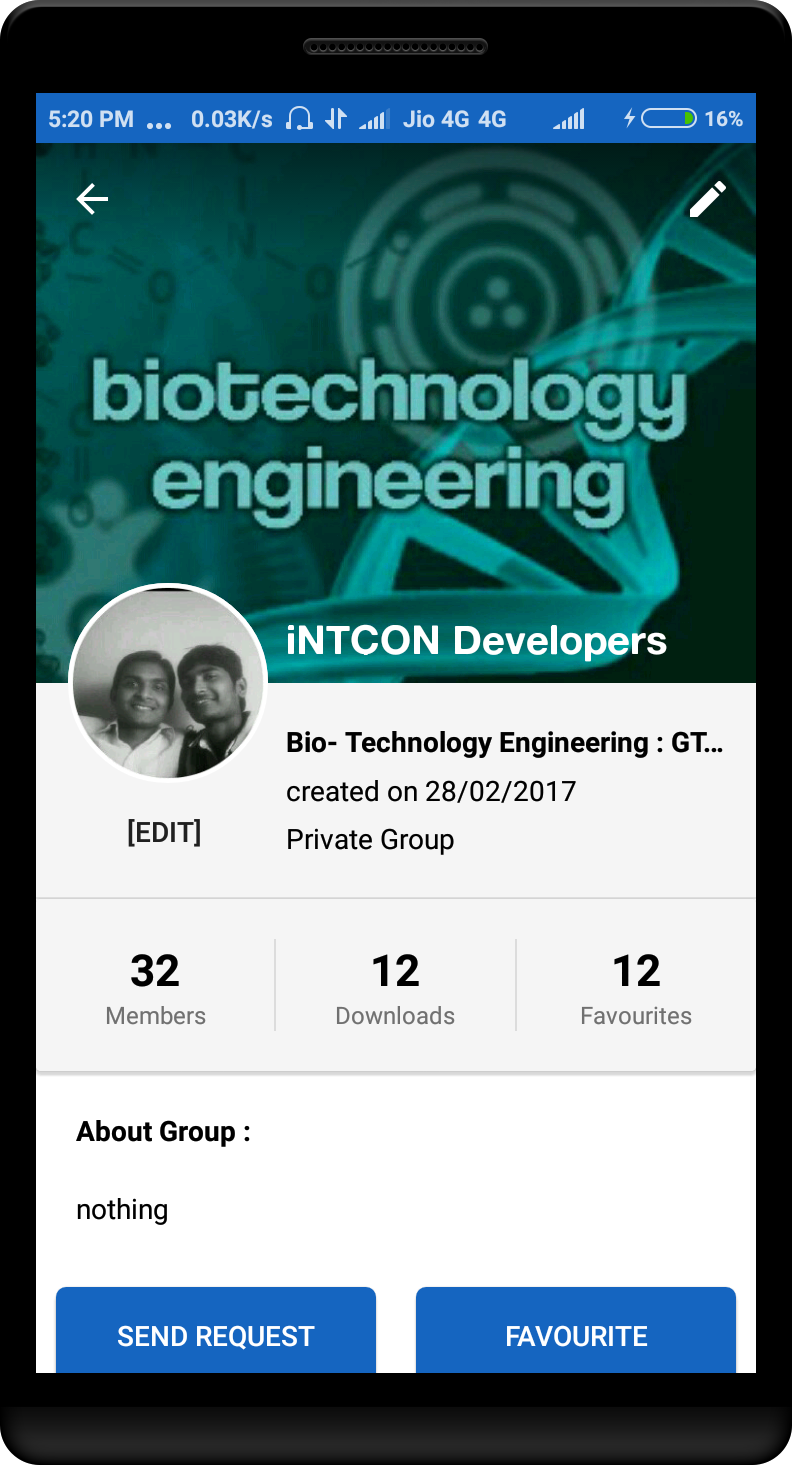 5:20 PM ... 0.03K/s Jio 4G 4G 16%
biotechnology
engineering
iNTCON Developers
Bio- Technology Engineering : GT...
created on 28/02/2017
[EDIT]
Private Group
32 12 12
Members Downloads Favourites
About Group :
nothing
SEND REQUEST FAVOURITE